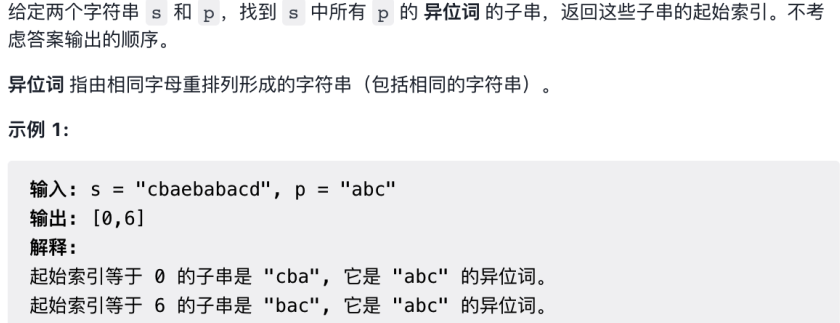 给定两个字符串 s 和 p，找到 s 中所有 p 的 异位词 的子串，返回这些子串的起始索引。不考
虑答案输出的顺序。
异位词 指由相同字母重排列形成的字符串（包括相同的字符串）。
示例 1:
输入: s = "cbaebabacd", p = "abc"
输出: [0,6]
解释:
起始索引等于 0 的子串是 "cba", 它是 "abc" 的异位词。
起始索引等于 6 的子串是 "bac", 它是 "abc" 的异位词。